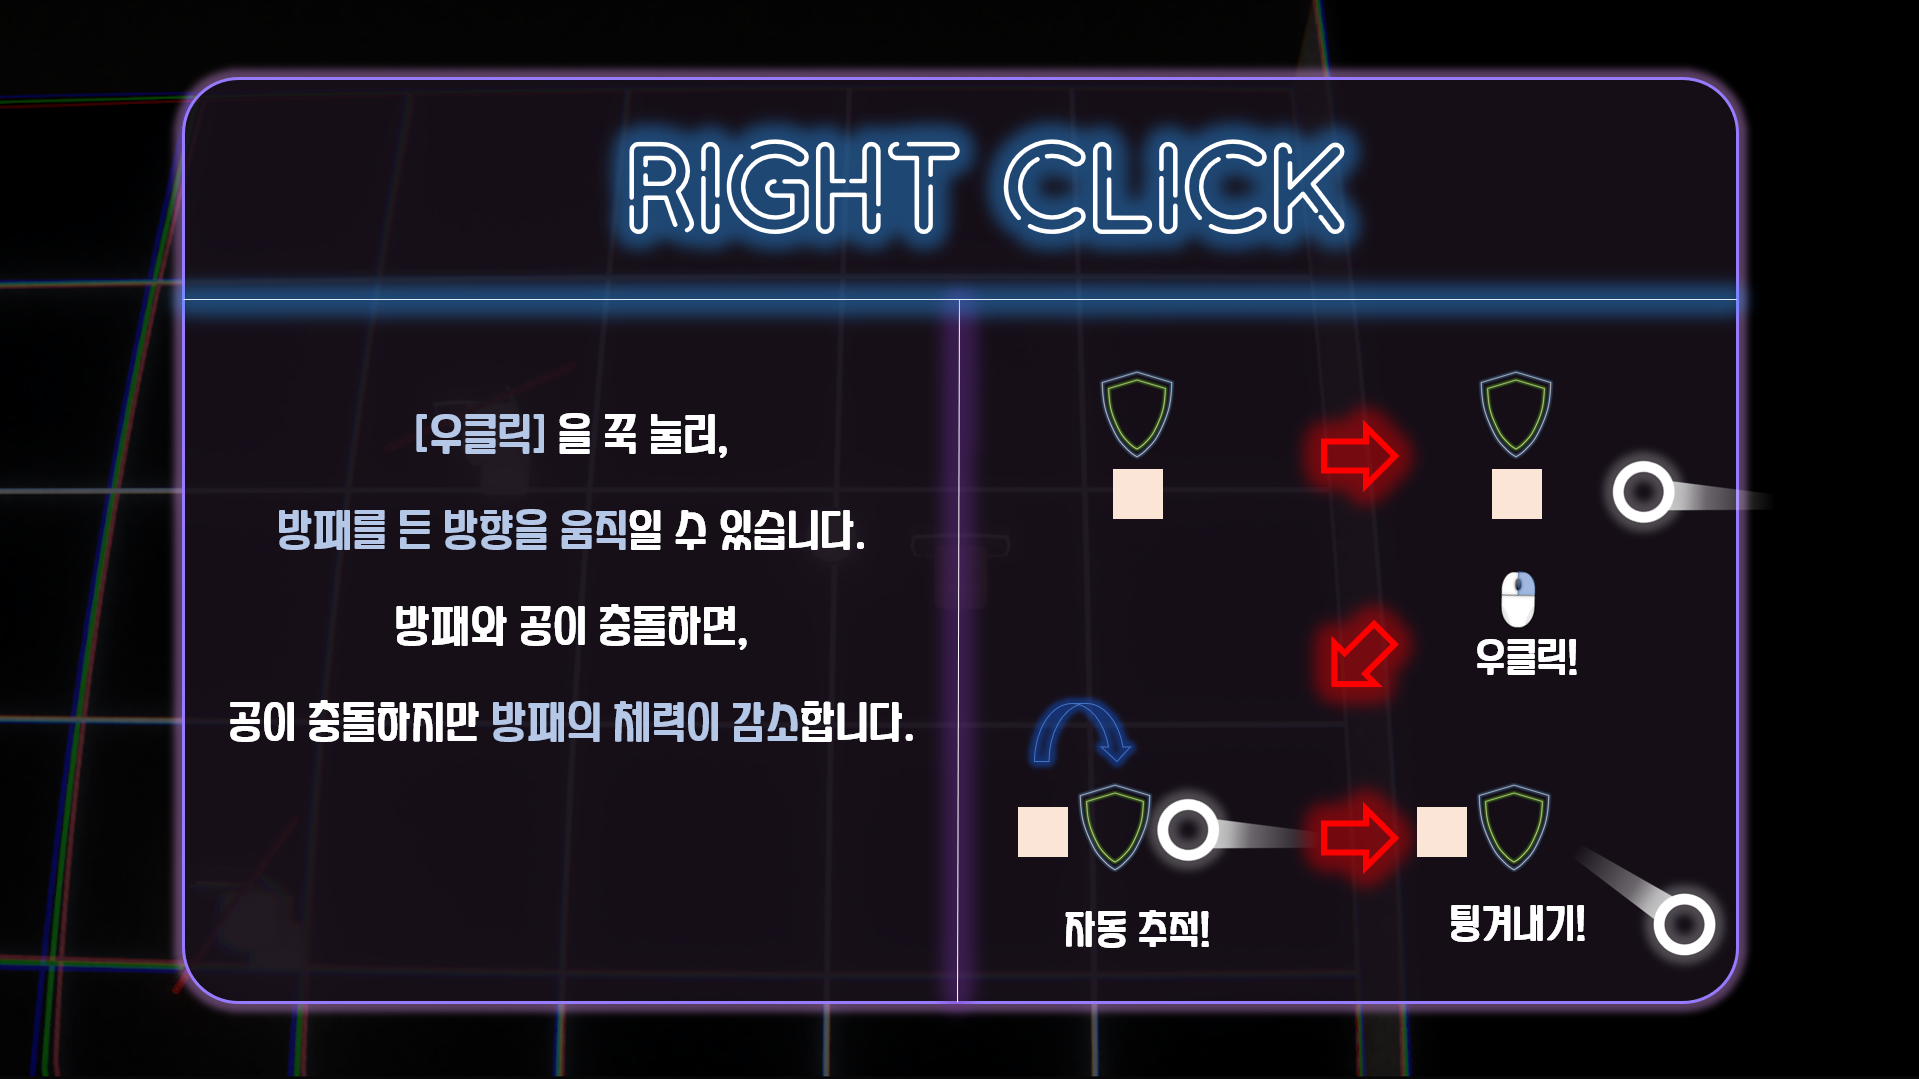 RIGHT CLICK
[우클릭] 을 꾹 눌러,
방패를 든 방향을 움직일 수 있습니다.
방패와 공이 충돌하면,
공이 충돌하지만 방패의 체력이 감소합니다.
우클릭!
자동 추적!
튕겨내기!